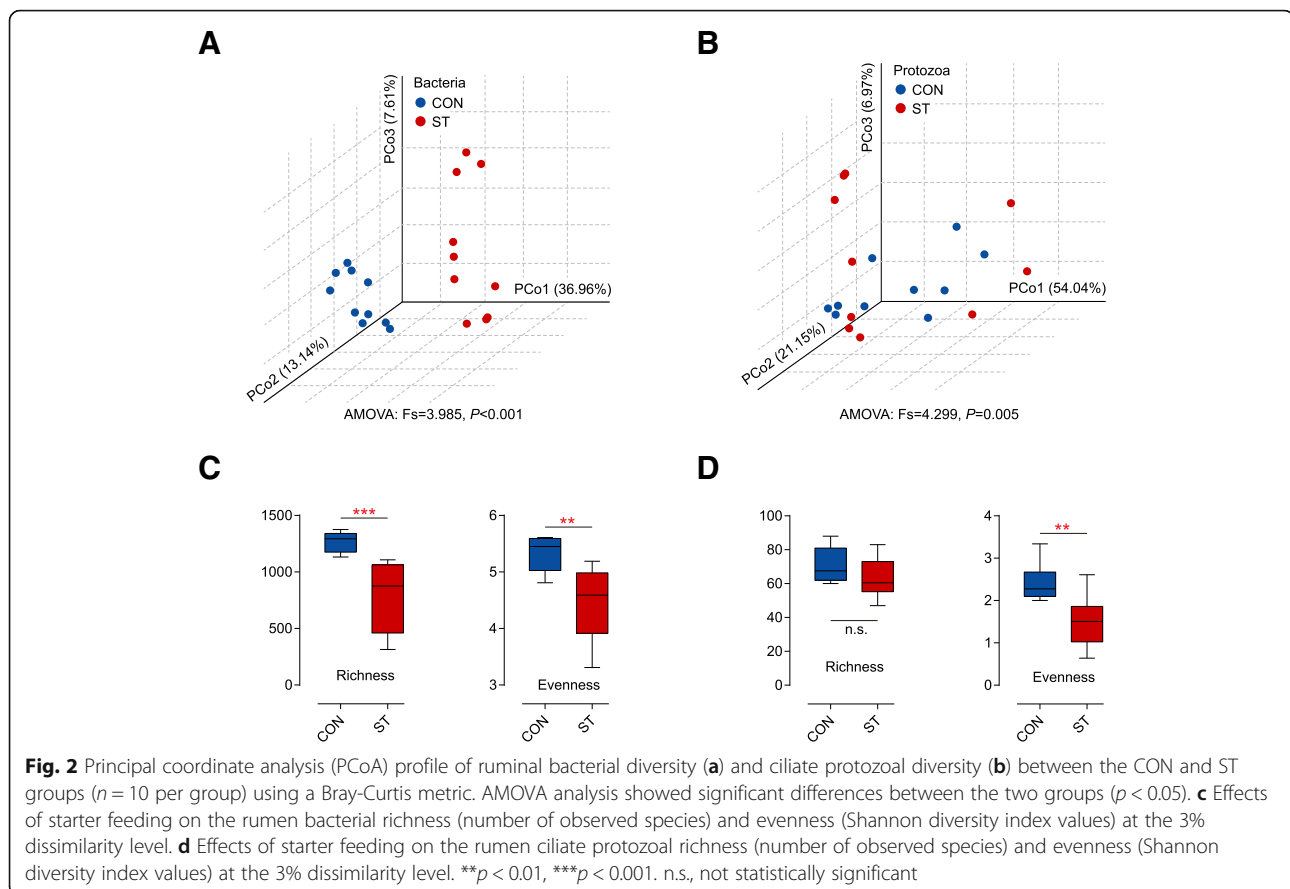 A
B
PCo3 (7.61%)
Bacteria
CON
ST
PCo1 (36.96%)
PCo2 (13.14%)
AMOVA: Fs=3.985, P<0.001
PCo3 (6.97%)
Protozoa
CON
ST
PCo1 (54.04%)
PCo2 (21.15%)
AMOVA: Fs=4.299, P=0.005
C
D
1500
1000
500
0
***
Richness
CON
ST
6
5
4
3
**
Evenness
CON
ST
100
80
60
40
20
0
n.s.
Richness
CON
ST
4
3
2
1
0
**
Evenness
CON
ST
Fig. 2 Principal coordinate analysis (PCoA) profile of ruminal bacterial diversity (a) and ciliate protozoal diversity (b) between the CON and ST
groups (n = 10 per group) using a Bray-Curtis metric. AMOVA analysis showed significant differences between the two groups (p < 0.05). c Effects
of starter feeding on the rumen bacterial richness (number of observed species) and evenness (Shannon diversity index values) at the 3%
dissimilarity level. d Effects of starter feeding on the rumen ciliate protozoal richness (number of observed species) and evenness (Shannon
diversity index values) at the 3% dissimilarity level. **p < 0.01, ***p < 0.001. n.s., not statistically significant